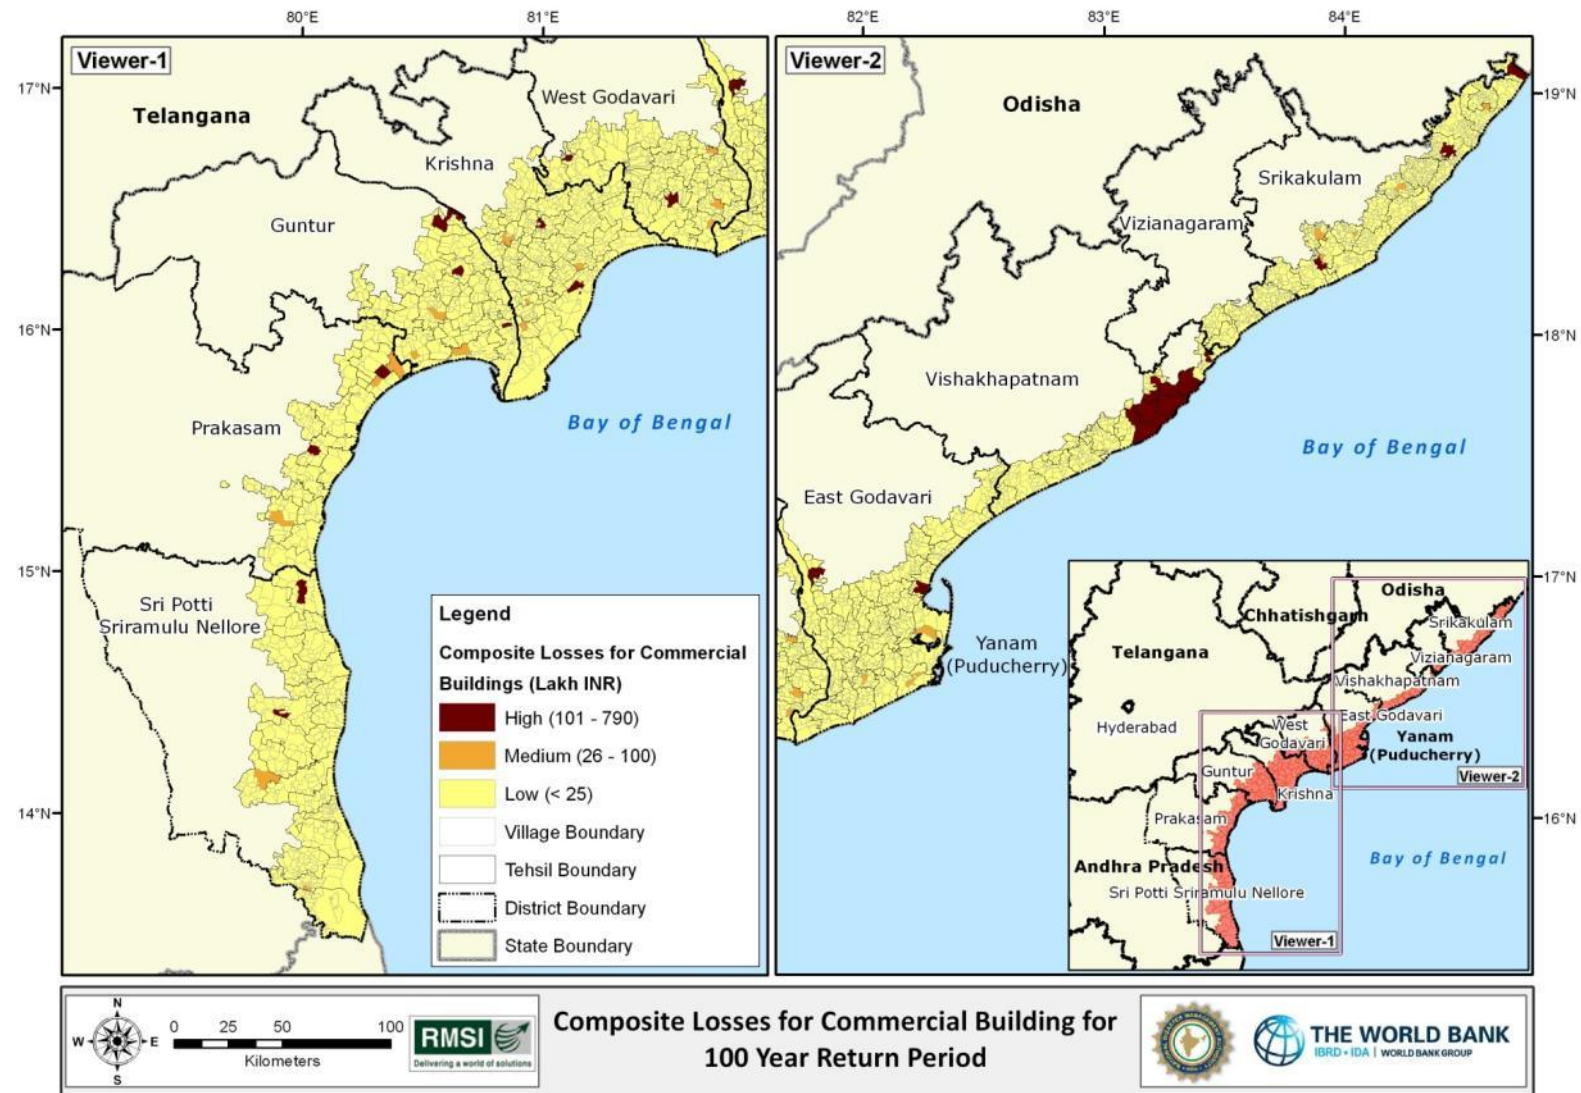 80°E
81°E
82°E
83°E
84°E
Viewer-1
17°N
Telangana
West Godavari
Krishna
Guntur
16°N
Prakasam
Bay of Bengal
15°N
Sri Potti
Sriramulu Nellore
14°N
Legend
Composite Losses for Commercial
Buildings (Lakh INR)
High (101 - 790)
Medium (26 - 100)
Low (< 25)
Village Boundary
Tehsil Boundary
District Boundary
State Boundary
Viewer-2
Odisha
19°N
Srikakulam
Vizianagaram
18°N
Vishakhapatnam
Bay of Bengal
East Godavari
17°N
Yanam
(Puducherry)
16°N
Odisha
Chhatishgarh
Srikakulam
Telangana
Vizianagaram
Vishakhapatnam
Hyderabad
East Godavari
West
Godavari
Yanam
(Puducherry)
Guntur
Viewer-2
Krishna
Prakasam
Bay of Bengal
Andhra Pradesh
Sri Potti Sriramulu Nellore
Viewer-1
N
W
E
S
0 25 50 100
Kilometers
RMSI
Delivering a world of solutions
Composite Losses for Commercial Building for
100 Year Return Period
THE WORLD BANK
IBRD • IDA | WORLD BANK GROUP